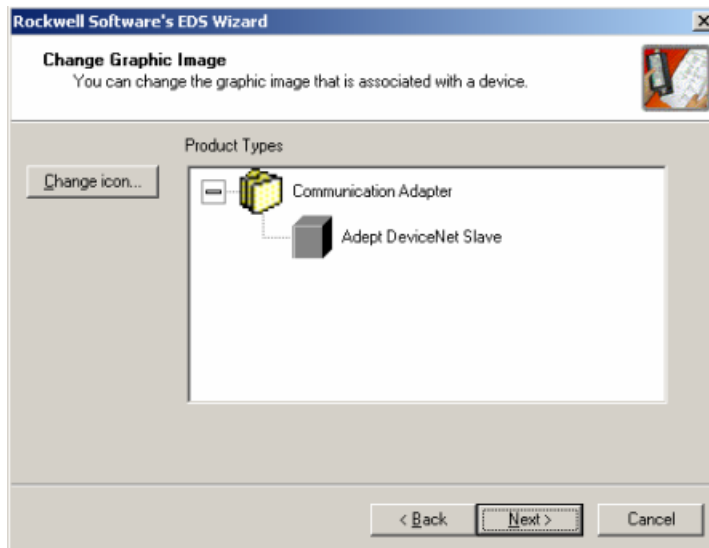 Rockwell Software's EDS Wizard
Change Graphic Image
You can change the graphic image that is associated with a device.
Product Types
Change icon...
Communication Adapter
Adept DeviceNet Slave
< Back
Next >
Cancel